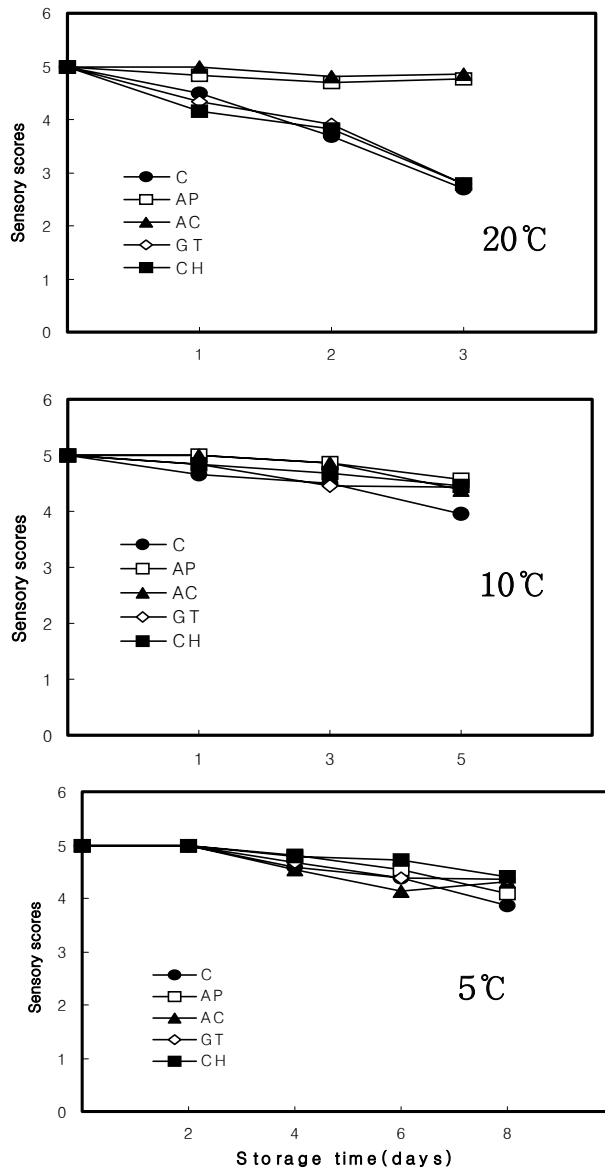 6
5
4
3
2
1
0
Sensory scores
C
AP
AC
GT
CH
20℃
1 2 3
6
5
4
3
2
1
0
Sensory scores
C
AP
AC
GT
CH
10℃
1 3 5
6
5
4
3
2
1
0
Sensory scores
C
AP
AC
GT
CH
5℃
2 4 6 8
Storage time(days)